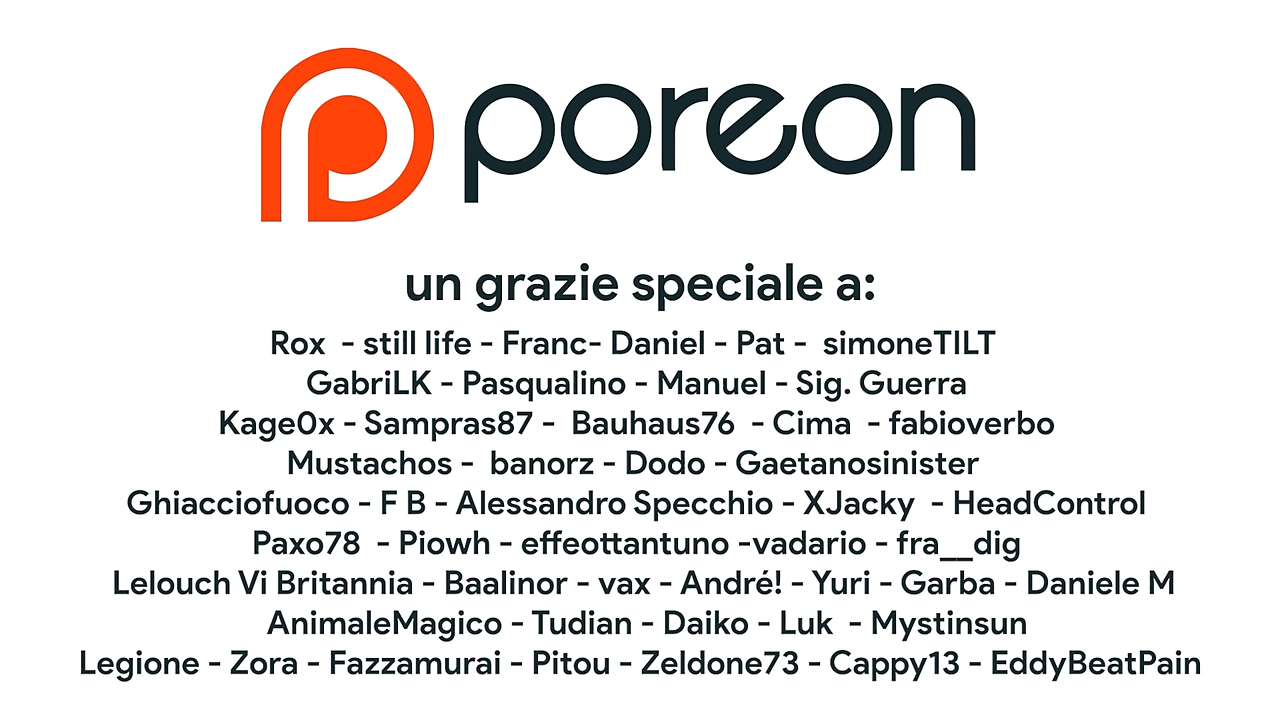 poreon
un grazie speciale a:
Rox - still life - Franc- Daniel - Pat - simoneTILT
GabriLK - Pasqualino - Manuel - Sig. Guerra
Kage0x - Sampras87 - Bauhaus76 - Cima - fabioverbo
Mustachos - banorz - Dodo - Gaetanosinister
Ghiacciofuoco - F B - Alessandro Specchio - XJacky - HeadControl
Paxo78 - Piowh - effeottantuno -vadario - fra__dig
Lelouch Vi Britannia - Baalinor - vax - André! - Yuri - Garba - Daniele M
AnimaleMagico - Tudian - Daiko - Luk - Mystinsun
Legione - Zora - Fazzamurai - Pitou - Zeldone73 - Cappy13 - EddyBeatPain